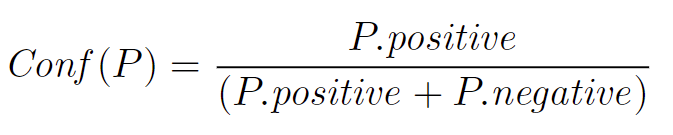 Conf(P) = P.positive / (P.positive + P.negative)